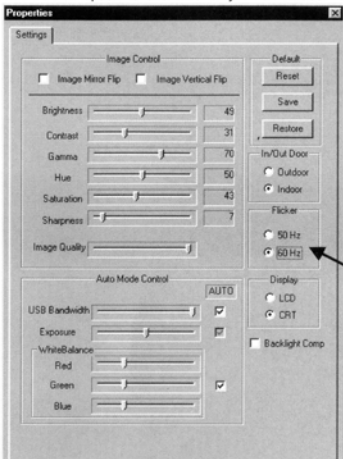 Properties
Settings
Image Control
Image Mirror Flip
Image Vertical Flip
Brightness 49
Contrast 31
Gamma 70
Hue 50
Saturation 43
Sharpness 7
Image Quality
Default
Reset
Save
Restore
In/Out Door
Outdoor
Indoor
Flicker
50 Hz
60 Hz
Auto Mode Control
AUTO
USB Bandwidth
Exposure
WhiteBalance
Red
Green
Blue
Display
LCD
CRT
Backlight Comp